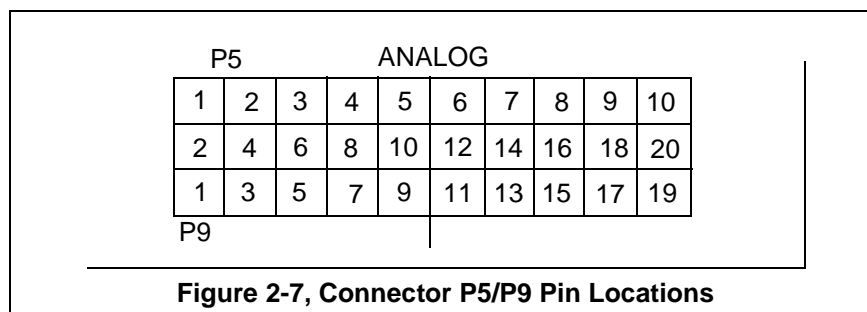 P5 ANALOG
1 2 3 4 5 6 7 8 9 10
2 4 6 8 10 12 14 16 18 20
1 3 5 7 9 11 13 15 17 19
P9
Figure 2-7, Connector P5/P9 Pin Locations